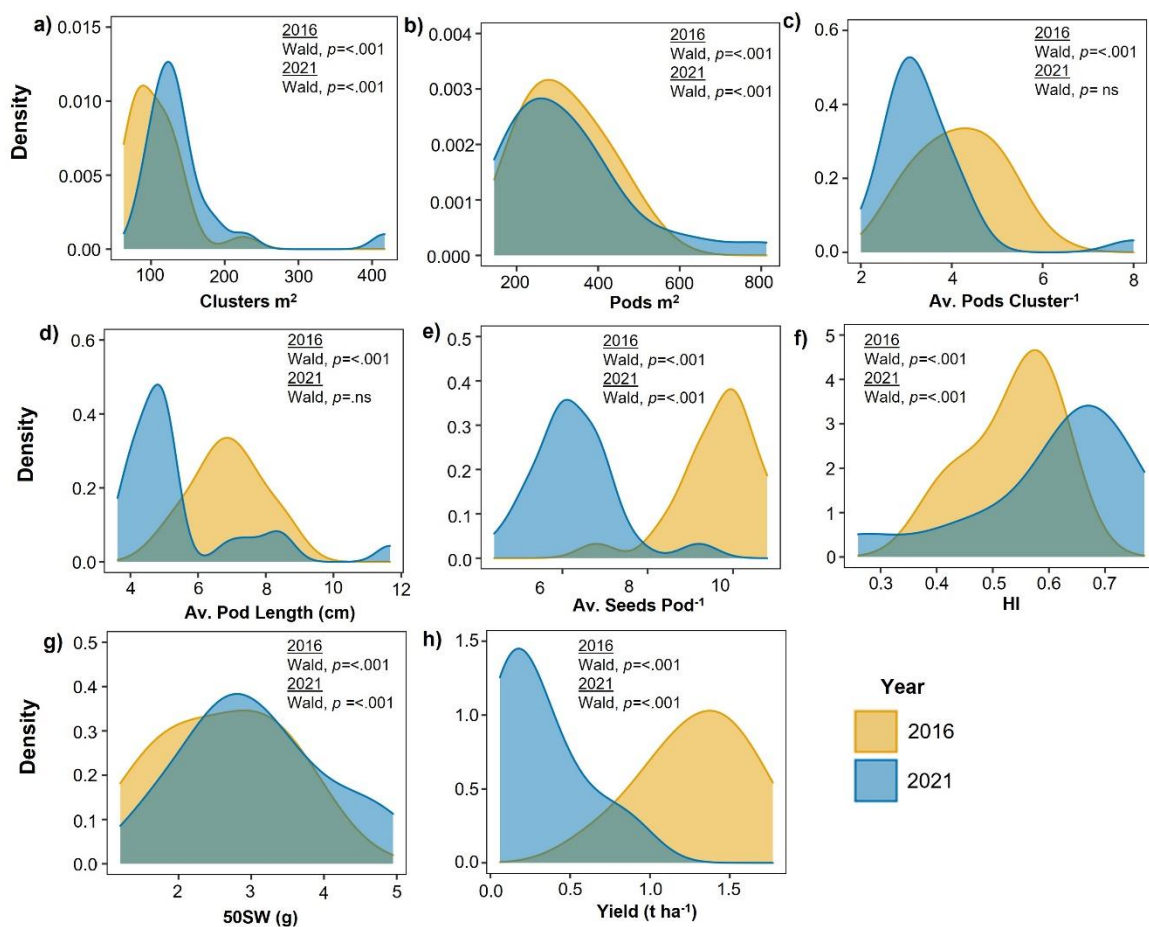 a)
2016
Wald, p=<.001
2021
Wald, p=<.001
0.015
0.010
0.005
0.00
Density
100 200 300 400
Clusters m²
b)
2016
Wald, p=<.001
2021
Wald, p=<.001
0.004
0.003
0.002
0.001
0.000
200 400 600 800
Pods m²
c)
2016
Wald, p=<.001
2021
Wald, p= ns
0.6
0.4
0.2
0.0
2 4 6 8
Av. Pods Cluster⁻¹
d)
2016
Wald, p=<.001
2021
Wald, p=.ns
0.6
0.4
0.2
0.0
Density
4 6 8 10 12
Av. Pod Length (cm)
e)
2016
Wald, p=<.001
2021
Wald, p=<.001
0.5
0.4
0.3
0.2
0.1
0.0
6 8 10
Av. Seeds Pod⁻¹
f)
2016
Wald, p=<.001
2021
Wald, p=<.001
5
4
3
2
1
0
0.3 0.4 0.5 0.6 0.7
HI
g)
2016
Wald, p=<.001
2021
Wald, p =<.001
0.5
0.4
0.3
0.2
0.1
0.0
Density
2 3 4 5
50SW (g)
h)
2016
Wald, p=<.001
2021
Wald, p=<.001
1.5
1.0
0.5
0.0
0.0 0.5 1.0 1.5
Yield (t ha⁻¹)
Year
2016
2021